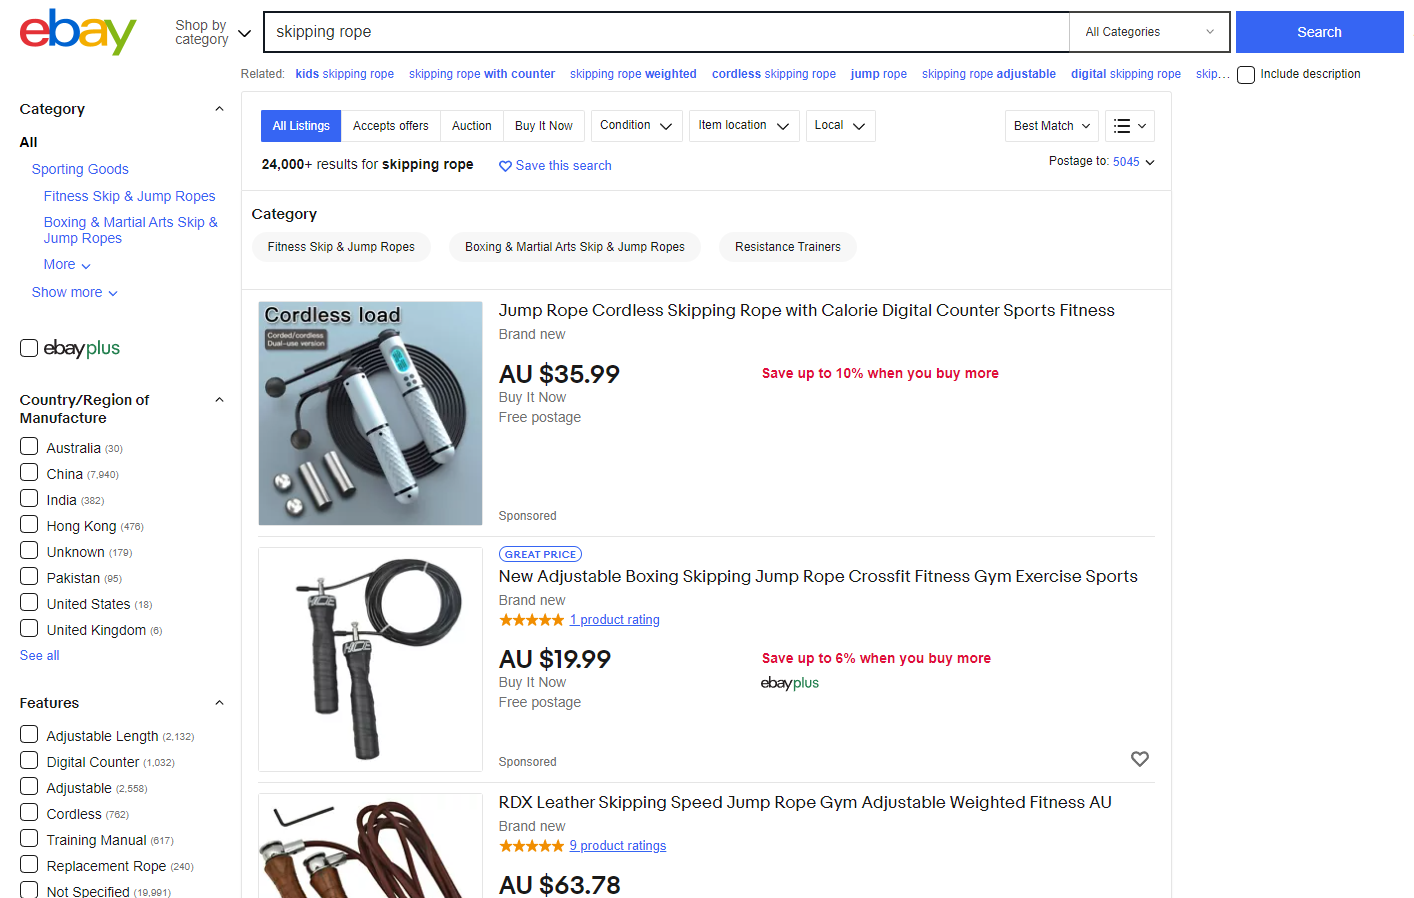 ebay
Shop by category
skipping rope
All Categories
Search
Related: kids skipping rope skipping rope with counter skipping rope weighted cordless skipping rope jump rope skipping rope adjustable digital skipping rope skip...
Include description
Category
All
Sporting Goods
Fitness Skip & Jump Ropes
Boxing & Martial Arts Skip &
Jump Ropes
More
Show more
ebayplus
Country/Region of
Manufacture
Australia (30)
China (7,940)
India (382)
Hong Kong (476)
Unknown (179)
Pakistan (95)
United States (18)
United Kingdom (6)
See all
Features
Adjustable Length (2,132)
Digital Counter (1,032)
Adjustable (2,558)
Cordless (762)
Training Manual (617)
Replacement Rope (240)
Not Specified (19,991)
All Listings Accepts offers Auction Buy It Now Condition Item location Local
Best Match
24,000+ results for skipping rope
Save this search
Postage to: 5045
Category
Fitness Skip & Jump Ropes Boxing & Martial Arts Skip & Jump Ropes Resistance Trainers
Cordless load
Corded/cordless
Dual-use version
Jump Rope Cordless Skipping Rope with Calorie Digital Counter Sports Fitness
Brand new
AU $35.99
Save up to 10% when you buy more
Buy It Now
Free postage
Sponsored
GREAT PRICE
New Adjustable Boxing Skipping Jump Rope Crossfit Fitness Gym Exercise Sports
Brand new
1 product rating
AU $19.99
Save up to 6% when you buy more
Buy It Now
ebayplus
Free postage
Sponsored
RDX Leather Skipping Speed Jump Rope Gym Adjustable Weighted Fitness AU
Brand new
9 product ratings
AU $63.78